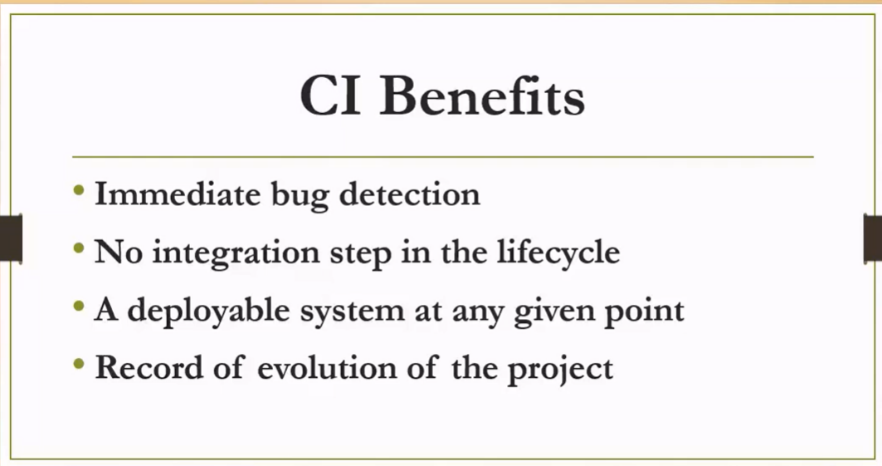 CI Benefits
• Immediate bug detection
• No integration step in the lifecycle
• A deployable system at any given point
• Record of evolution of the project